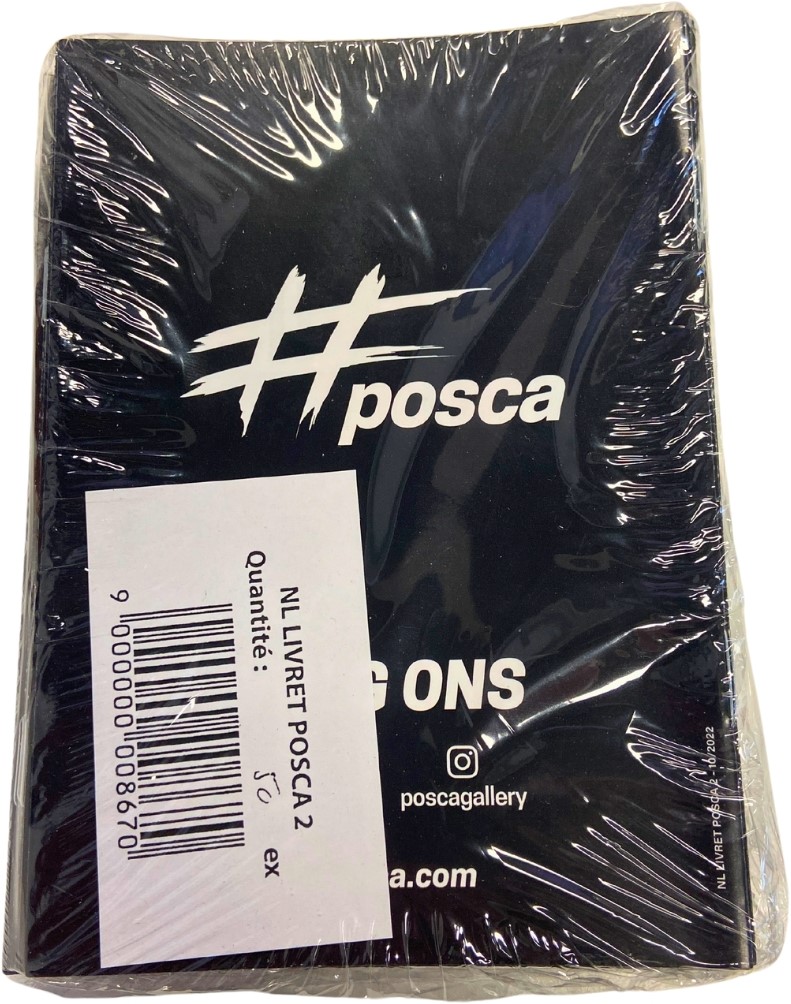 #posca
NL LIVRET POSCA 2
Quantité : 50 ex
9 000000 008670
ONS
poscagallery
a.com
NL LIVRET POSCA 2 - 10/2022